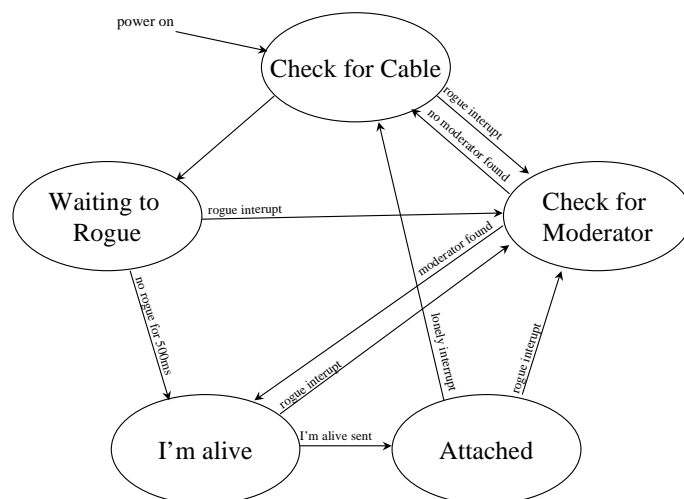 power on
Check for Cable
rogue interupt
no moderator found
Waiting to
Rogue
rogue interupt
Check for
Moderator
moderator found
no rogue for 500ms
lonely interrupt
rogue interupt
rogue interupt
I'm alive
I'm alive sent
Attached